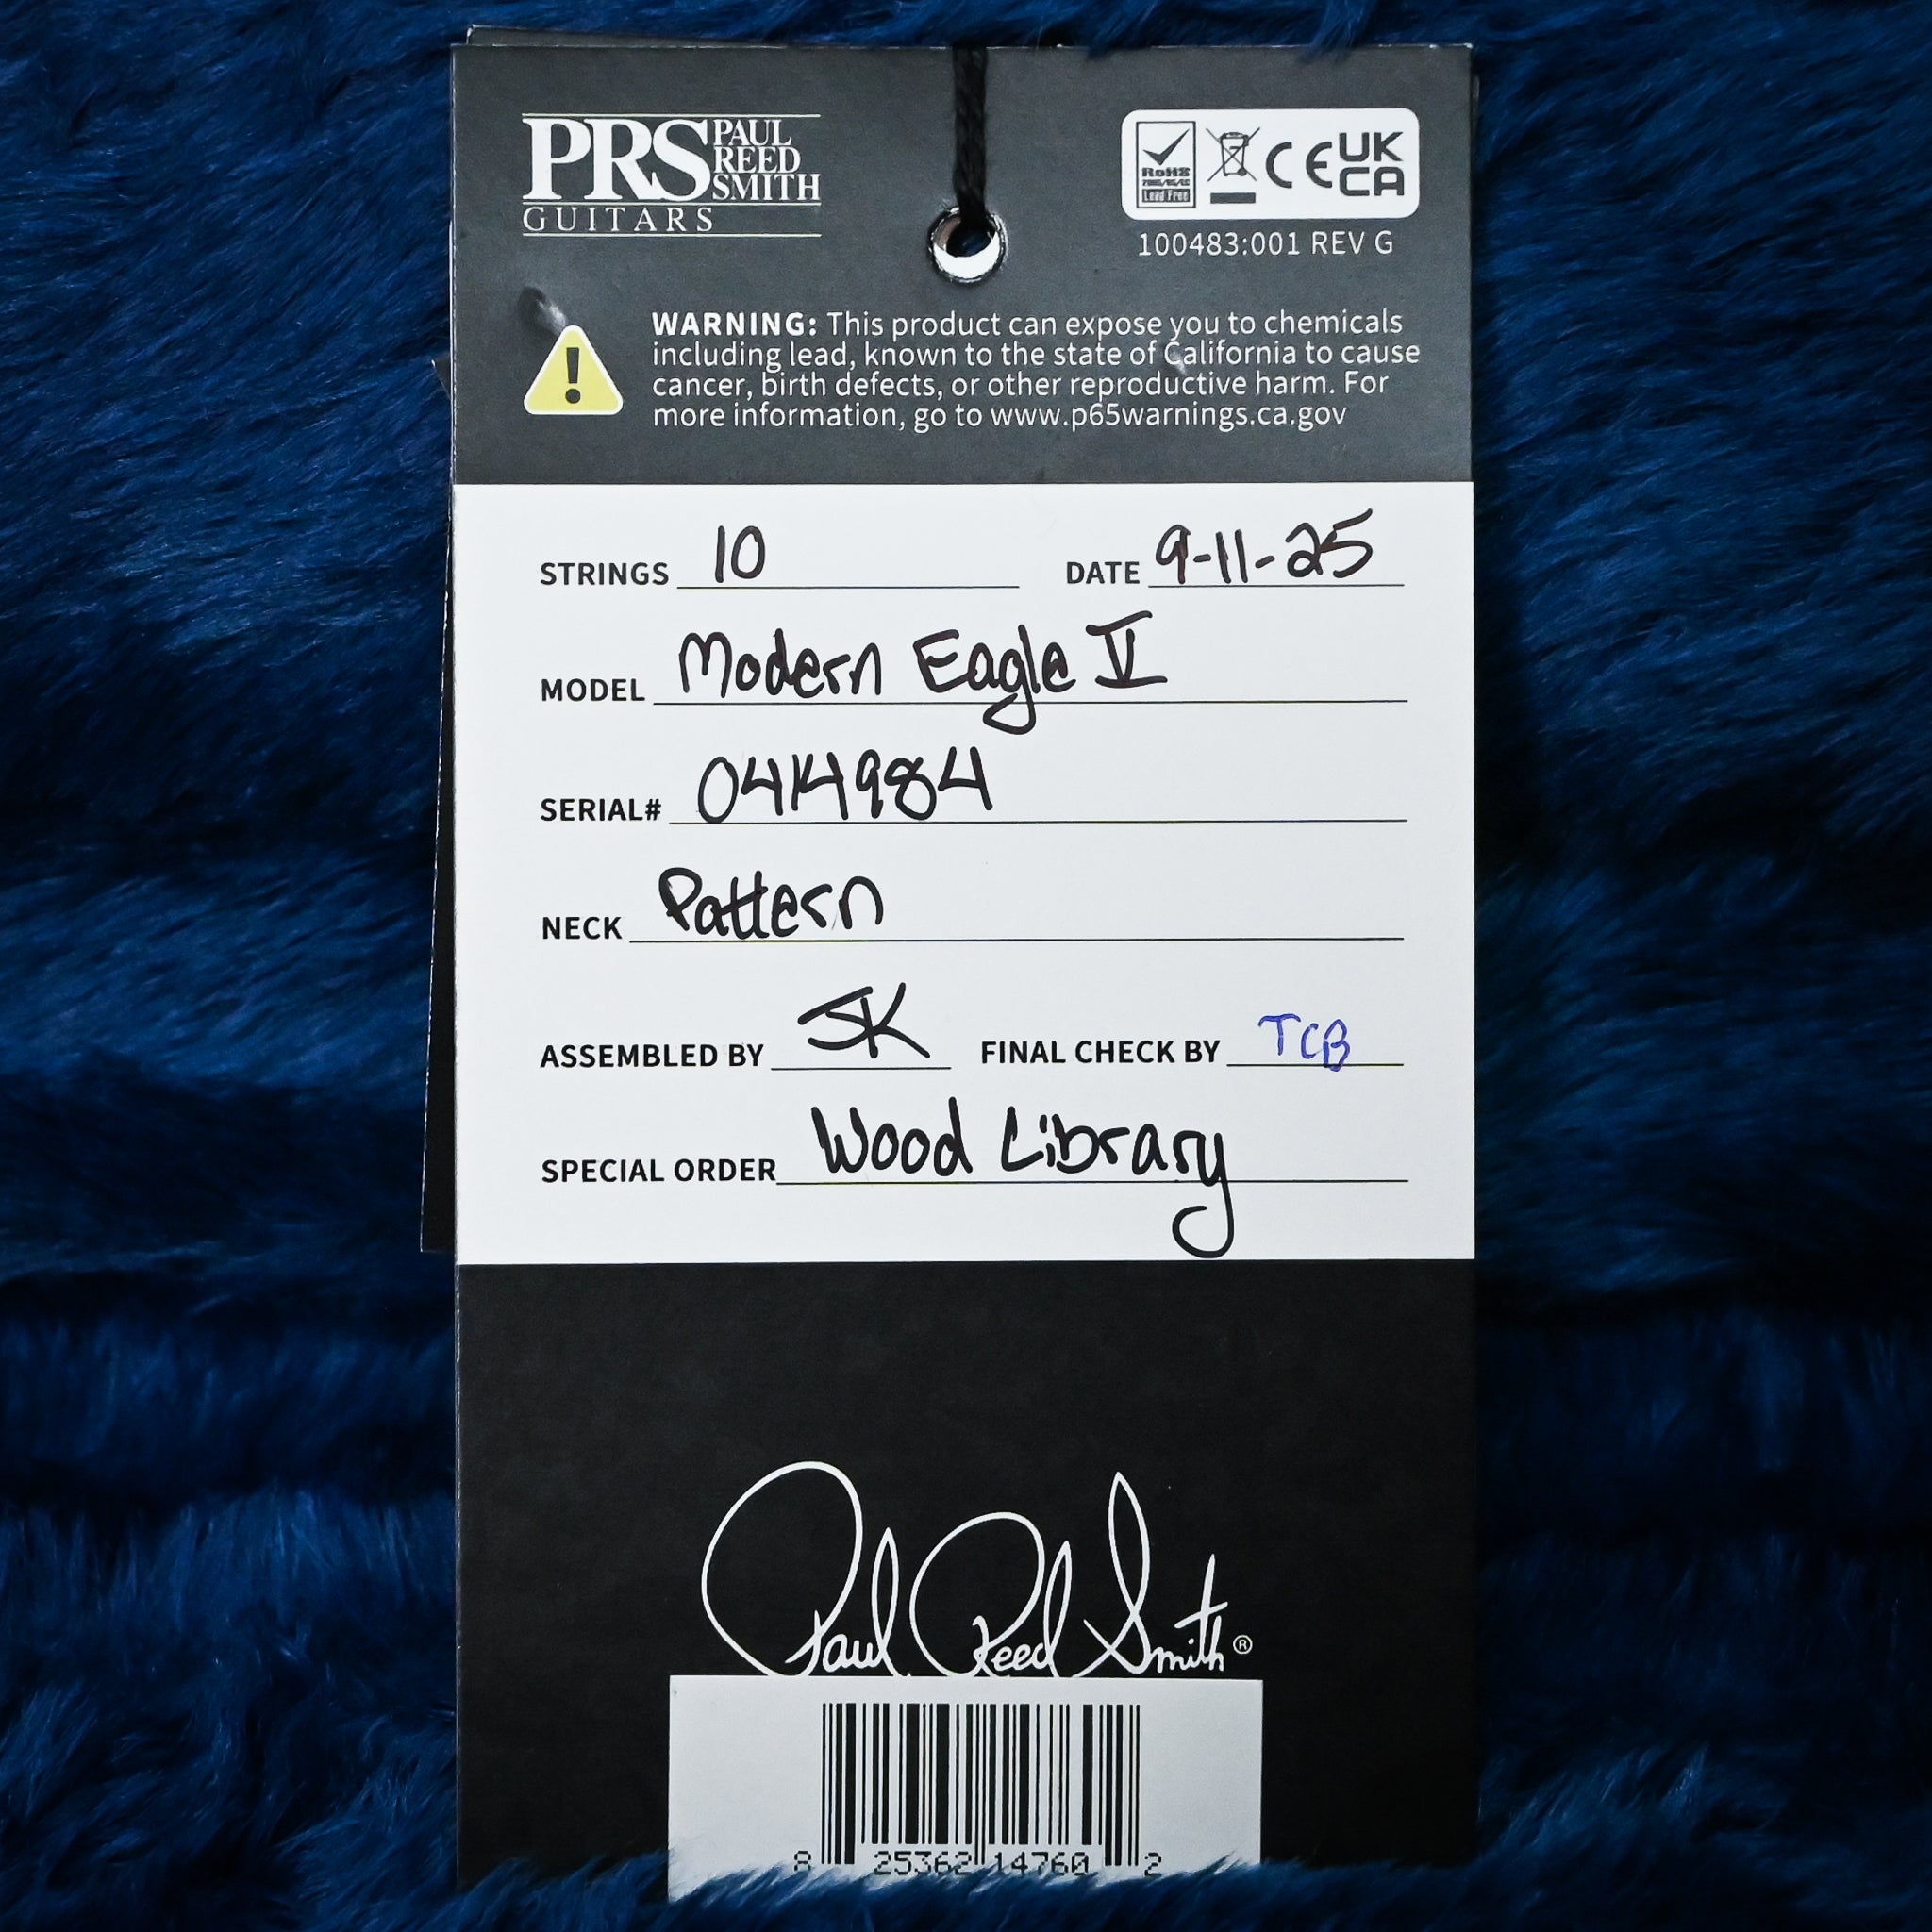 PRS PAUL REED SMITH
GUITARS
RoHS
Lead Free
CE UK CA
100483:001 REV G
WARNING: This product can expose you to chemicals
including lead, known to the state of California to cause
cancer, birth defects, or other reproductive harm. For
more information, go to www.p65warnings.ca.gov
STRINGS 10 DATE 9-11-25
MODEL Modern Eagle V
SERIAL# 0414984
NECK Pattern
ASSEMBLED BY JK FINAL CHECK BY TCB
SPECIAL ORDER Wood Library
Paul Reed Smith®
8 25362 14760 2